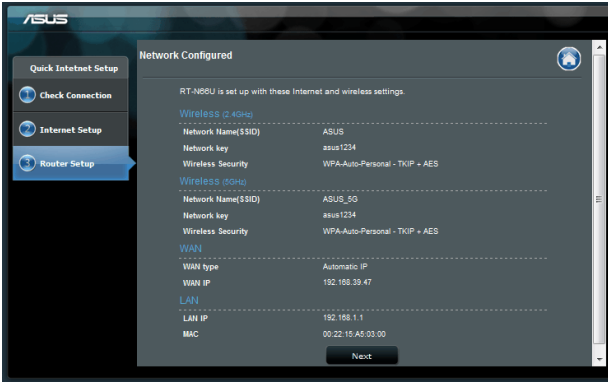 ASUS
Quick Intetnet Setup
1 Check Connection
2 Internet Setup
3 Router Setup
Network Configured
RT-N66U is set up with these Internet and wireless settings.
Wireless (2.4GHz)
Network Name(SSID) ASUS
Network key asus1234
Wireless Security WPA-Auto-Personal - TKIP + AES
Wireless (5GHz)
Network Name(SSID) ASUS_5G
Network key asus1234
Wireless Security WPA-Auto-Personal - TKIP + AES
WAN
WAN type Automatic IP
WAN IP 192.168.39.47
LAN
LAN IP 192.168.1.1
MAC 00:22:15:A5:03:00
Next